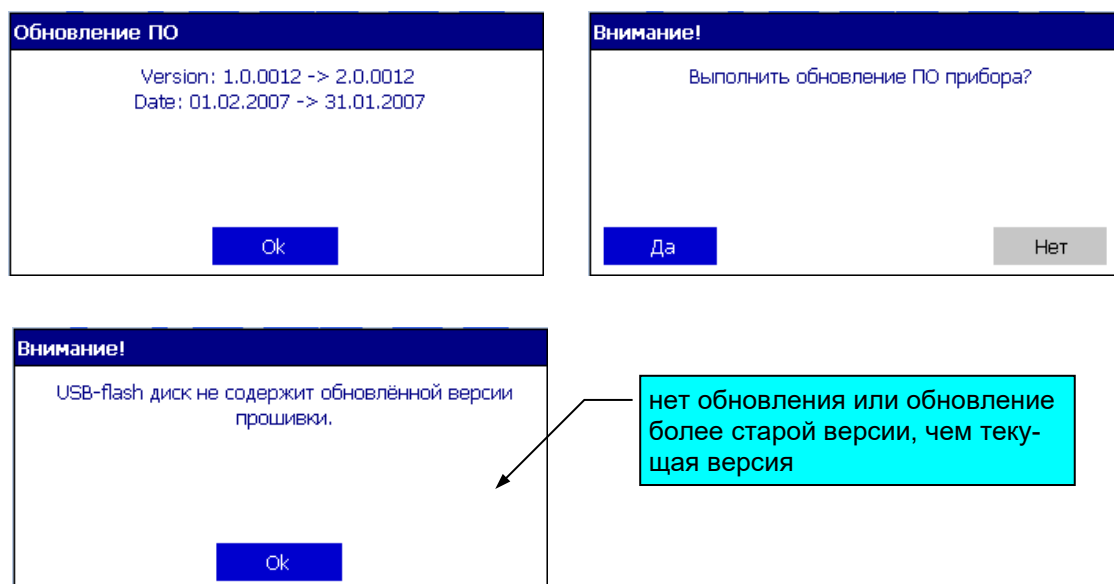 Обновление ПО
Version: 1.0.0012 -> 2.0.0012
Date: 01.02.2007 -> 31.01.2007
Ok
Внимание!
Выполнить обновление ПО прибора?
Да
Нет
Внимание!
USB-flash диск не содержит обновлённой версии
прошивки.
Ok
нет обновления или обновление
более старой версии, чем теку-
щая версия